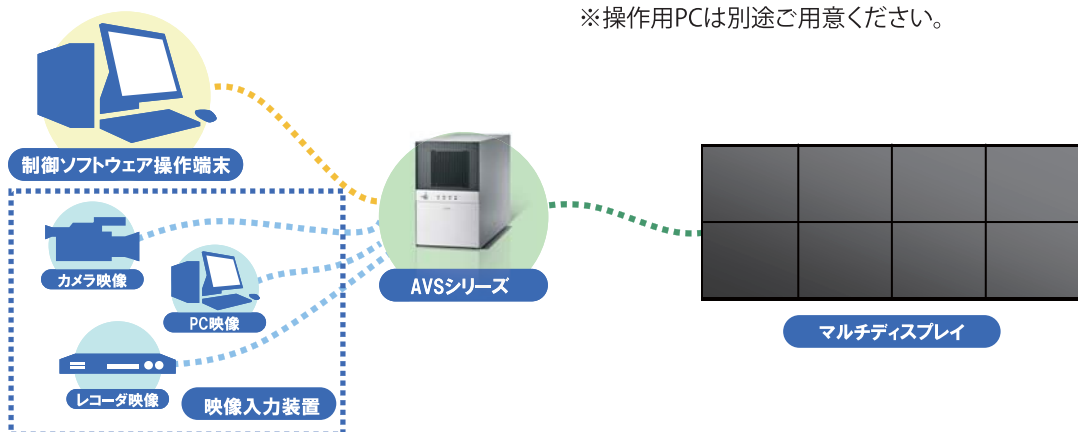 ※操作用PCは別途ご用意ください。
制御ソフトウェア操作端末
カメラ映像
PC映像
レコーダ映像
映像入力装置
AVSシリーズ
マルチディスプレイ